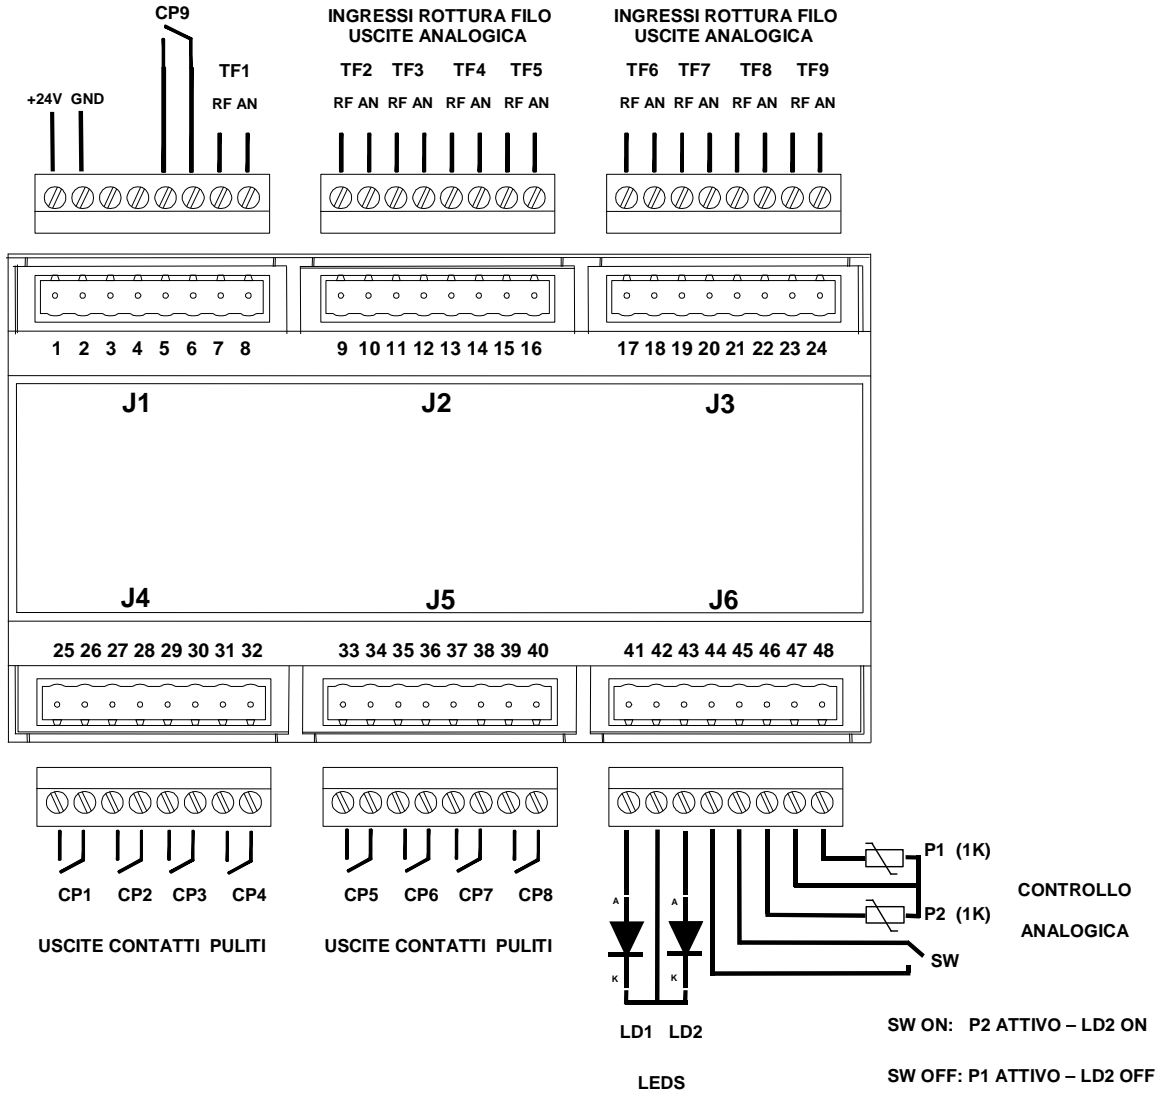 CP9
INGRESSI ROTTURA FILO
USCITE ANALOGICA
INGRESSI ROTTURA FILO
USCITE ANALOGICA
TF1
TF2 TF3 TF4 TF5
TF6 TF7 TF8 TF9
+24V GND
RF AN
RF AN RF AN RF AN RF AN
RF AN RF AN RF AN RF AN
1 2 3 4 5 6 7 8
9 10 11 12 13 14 15 16
17 18 19 20 21 22 23 24
J1
J2
J3
J4
J5
J6
25 26 27 28 29 30 31 32
33 34 35 36 37 38 39 40
41 42 43 44 45 46 47 48
CP1 CP2 CP3 CP4
CP5 CP6 CP7 CP8
USCITE CONTATTI PULITI
USCITE CONTATTI PULITI
P1 (1K)
P2 (1K)
CONTROLLO
ANALOGICA
SW
A
A
K
K
LD1 LD2
LEDS
SW ON: P2 ATTIVO – LD2 ON
SW OFF: P1 ATTIVO – LD2 OFF